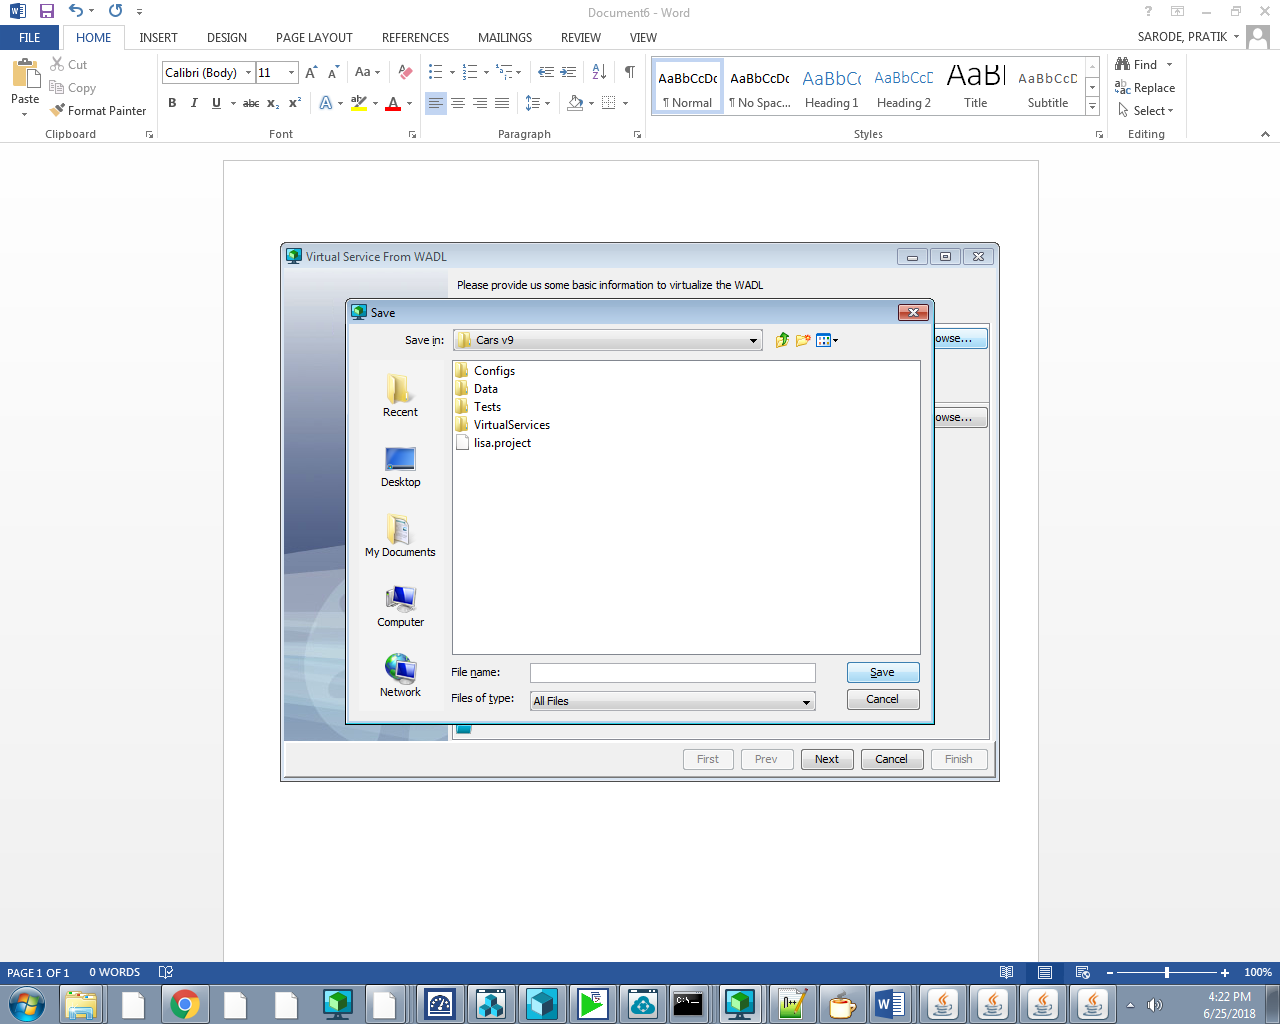 Document6 - Word
?
FILE HOME INSERT DESIGN PAGE LAYOUT REFERENCES MAILINGS REVIEW VIEW SARODE, PRATIK
Paste
Cut
Copy
Format Painter
Calibri (Body) 11
B I U abc x₂ x² A ab A
Aa
AaBbCcDc AaBbCcDc AaBbCc AaBbCcD AaB AaBbCcD
¶ Normal ¶ No Spac... Heading 1 Heading 2 Title Subtitle
Find
Replace
Select
Clipboard Font Paragraph Styles Editing
Virtual Service From WADL
Please provide us some basic information to virtualize the WADL
Save
Save in: Cars v9
owse...
Configs
Data
Tests
VirtualServices
lisa.project
owse...
Recent
Desktop
My Documents
Computer
Network
File name: Save
Files of type: All Files Cancel
First Prev Next Cancel Finish
PAGE 1 OF 1 0 WORDS 100%
4:22 PM
6/25/2018